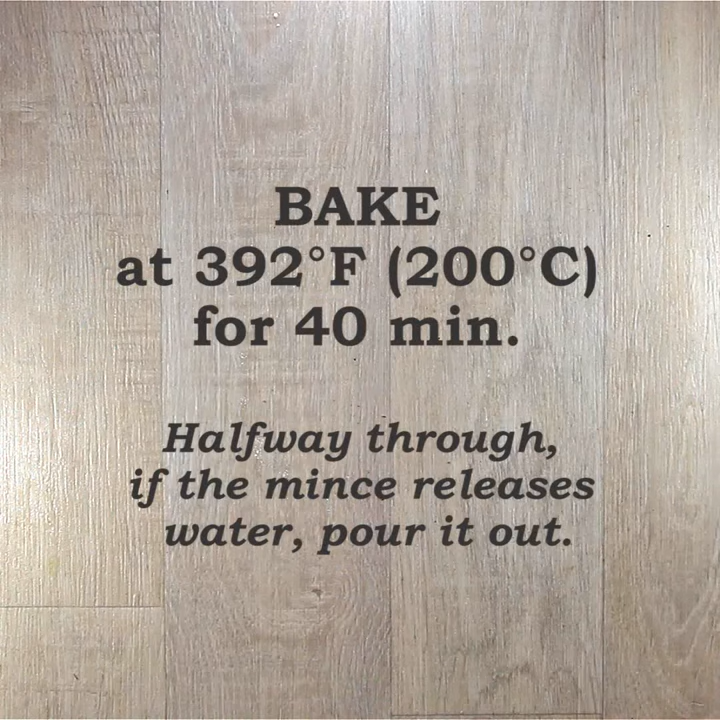 BAKE
at 392°F (200°C)
for 40 min.
Halfway through,
if the mince releases
water, pour it out.